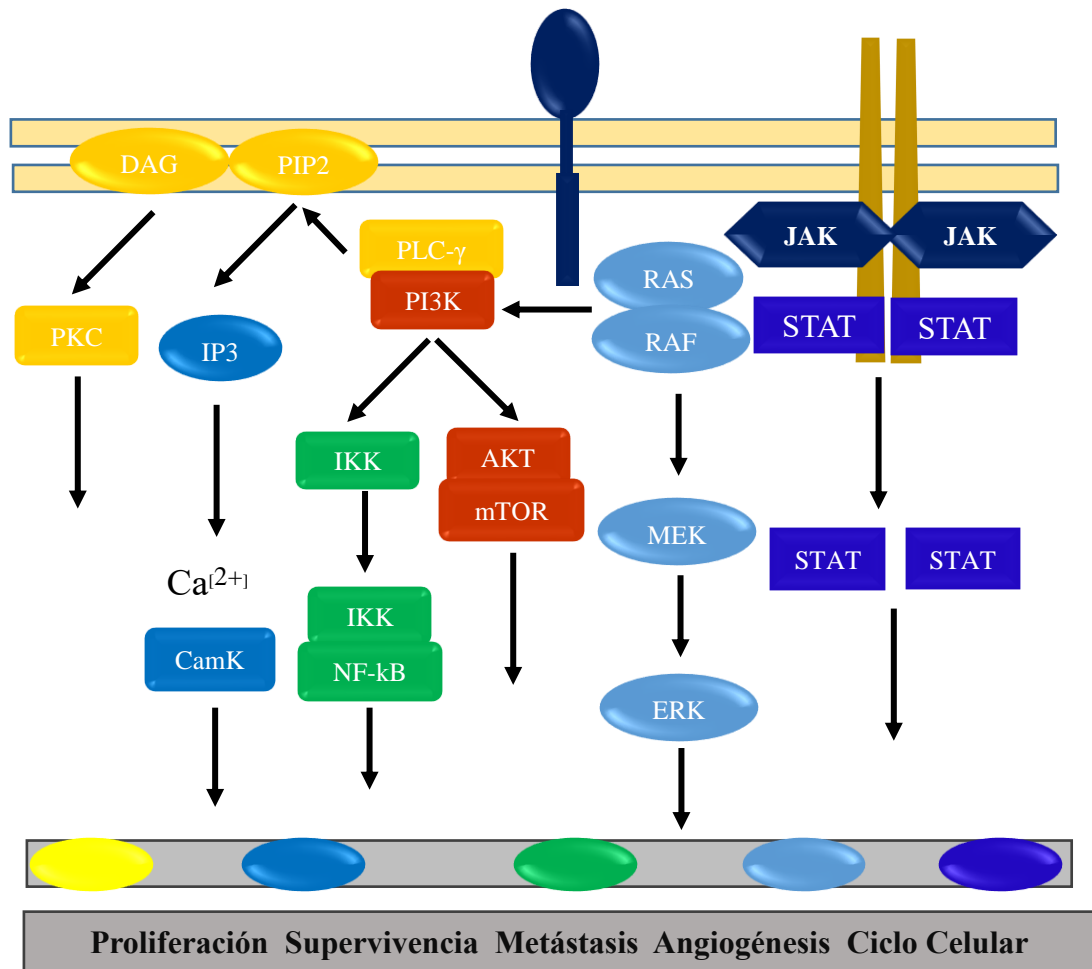 DAG
PIP2
PLC-γ
PI3K
RAS
RAF
JAK
JAK
STAT
STAT
PKC
IP3
IKK
AKT
mTOR
MEK
STAT
STAT
Ca[2+]
CamK
IKK
NF-kB
ERK
Proliferación Supervivencia Metástasis Angiogénesis Ciclo Celular